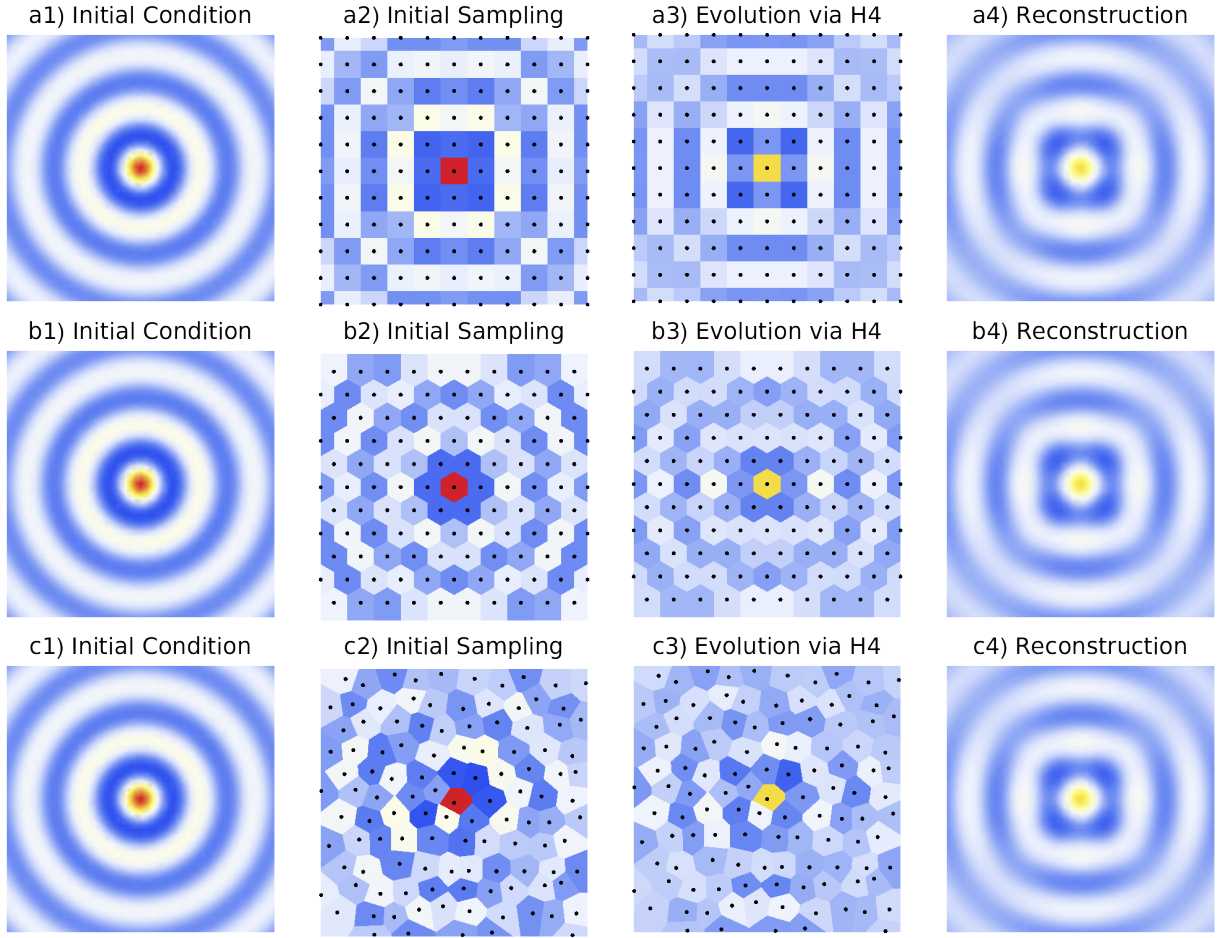 a1) Initial Condition
a2) Initial Sampling
a3) Evolution via H4
a4) Reconstruction
b1) Initial Condition
b2) Initial Sampling
b3) Evolution via H4
b4) Reconstruction
c1) Initial Condition
c2) Initial Sampling
c3) Evolution via H4
c4) Reconstruction